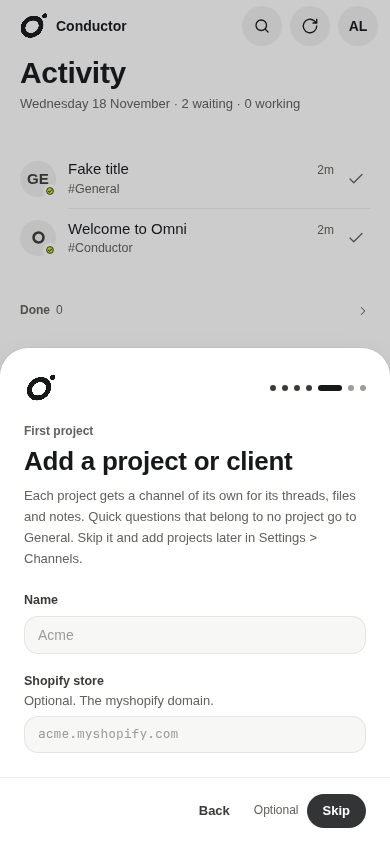 Conductor
AL
Activity
Wednesday 18 November · 2 waiting · 0 working
GE
Fake title
2m
#General
Welcome to Omni
2m
#Conductor
Done 0
First project
Add a project or client
Each project gets a channel of its own for its threads, files
and notes. Quick questions that belong to no project go to
General. Skip it and add projects later in Settings >
Channels.
Name
Acme
Shopify store
Optional. The myshopify domain.
acme.myshopify.com
Back
Optional
Skip